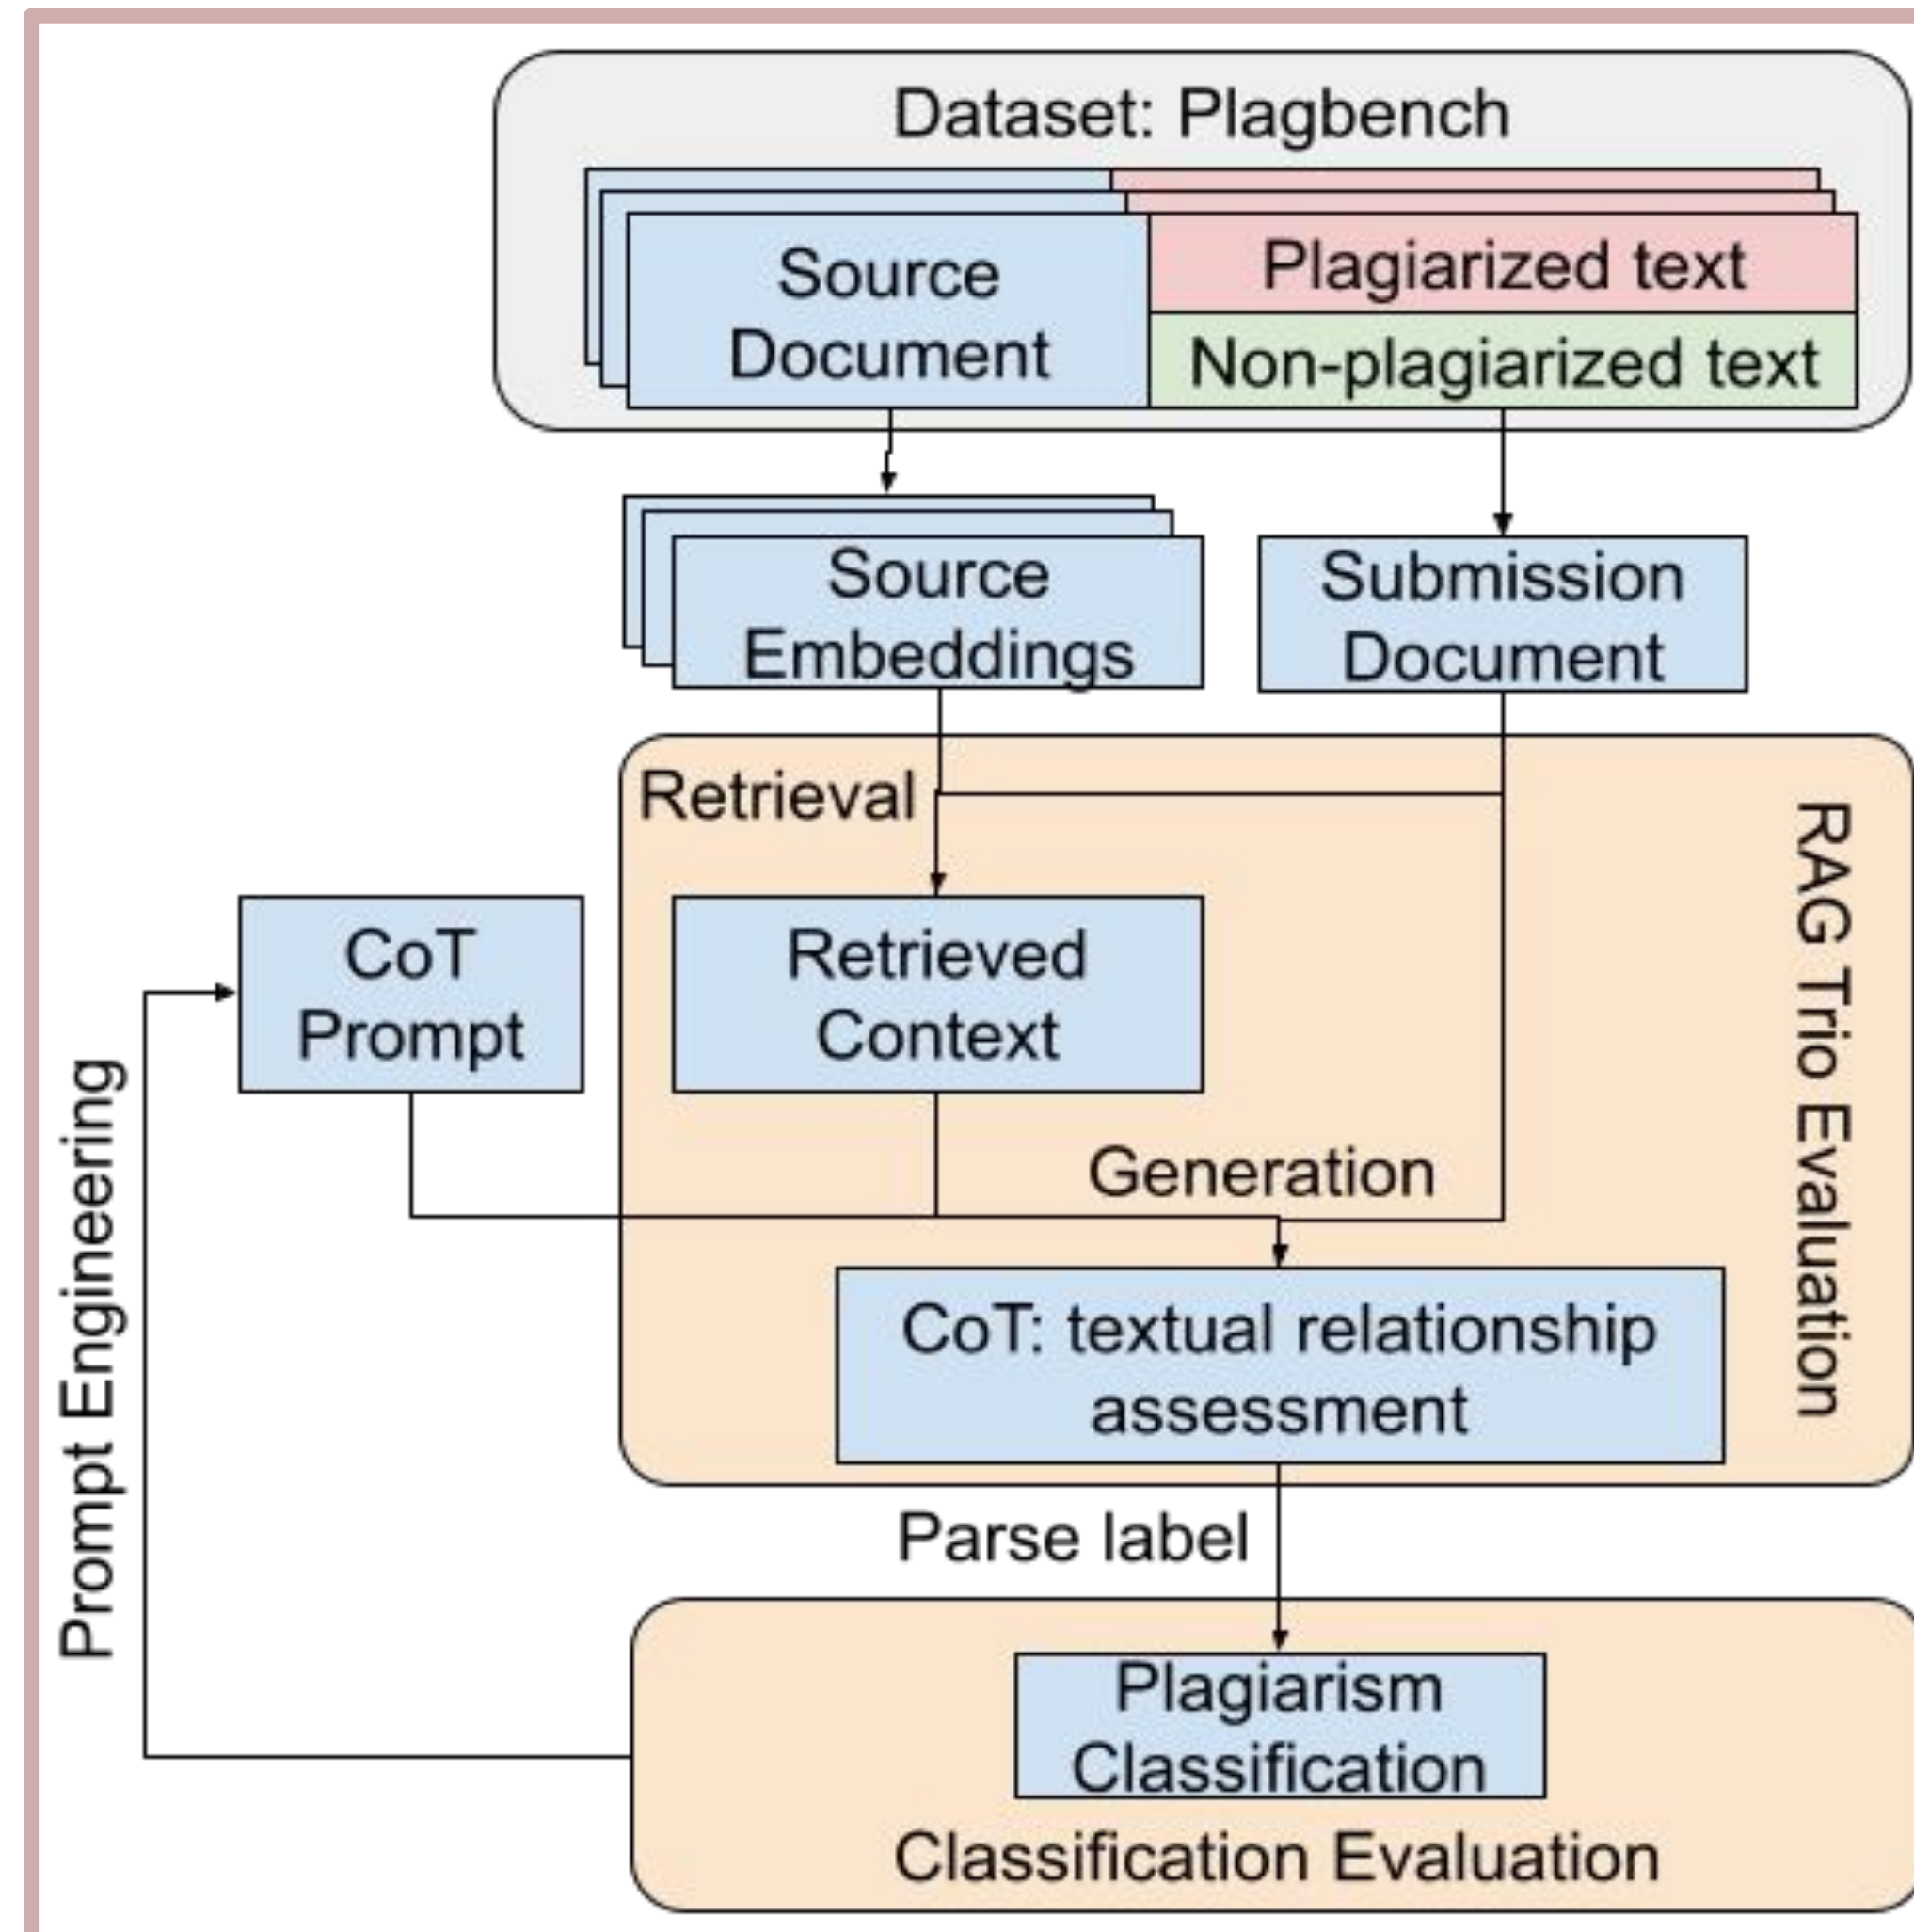 Dataset: Plagbench
Source
Document
Plagiarized text
Non-plagiarized text
Source
Embeddings
Submission
Document
Retrieval
RAG Trio Evaluation
CoT
Prompt
Retrieved
Context
Prompt Engineering
Generation
CoT: textual relationship
assessment
Parse label
Plagiarism
Classification
Classification Evaluation